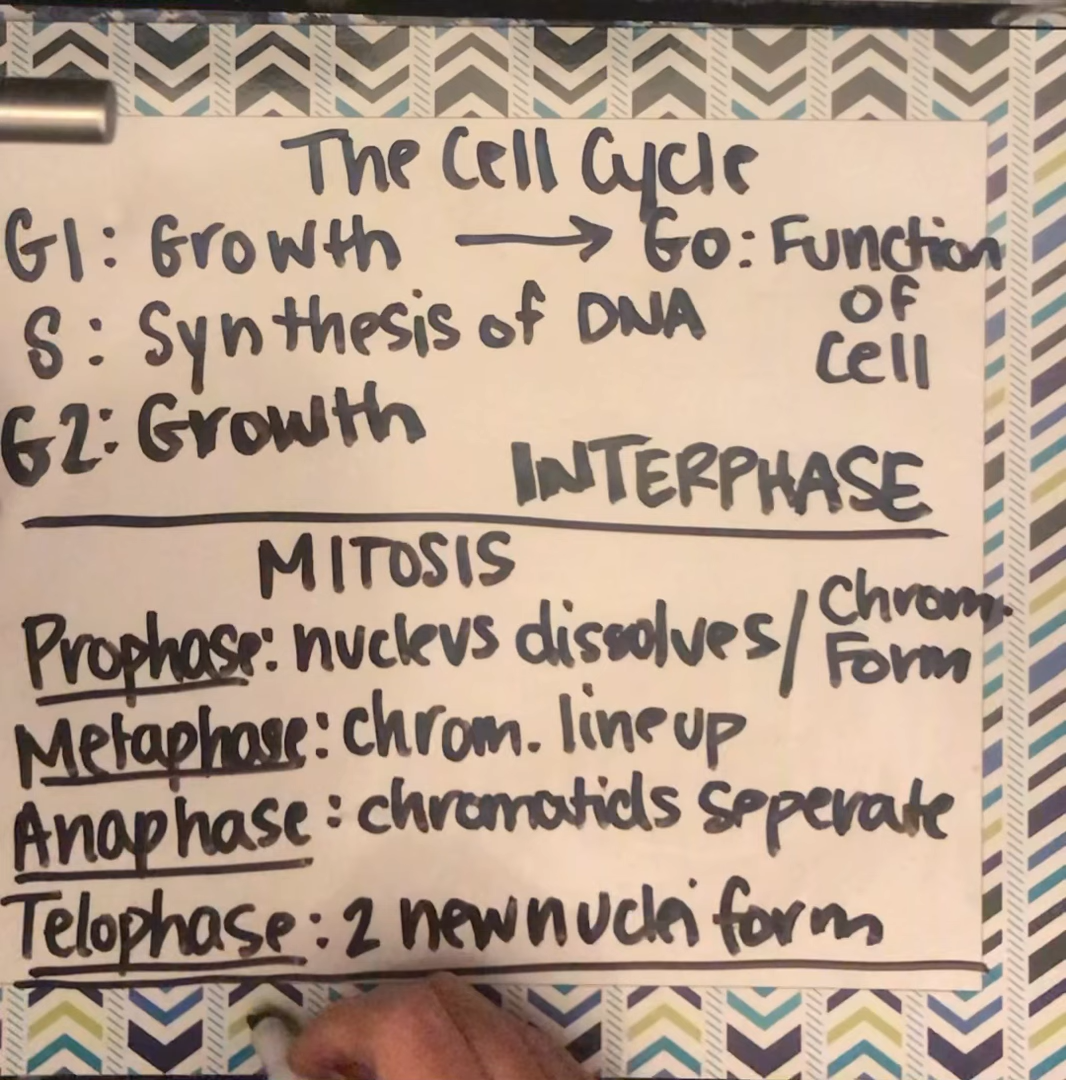 The Cell Cycle
G1: Growth → Go: Function
of
Cell
S: Synthesis of DNA
G2: Growth
INTERPHASE
MITOSIS
Prophase: nucleus dissolves/ Chrom.
Form
Metaphase: chrom. line up
Anaphase: chromatids seperate
Telophase: 2 new nuclei form